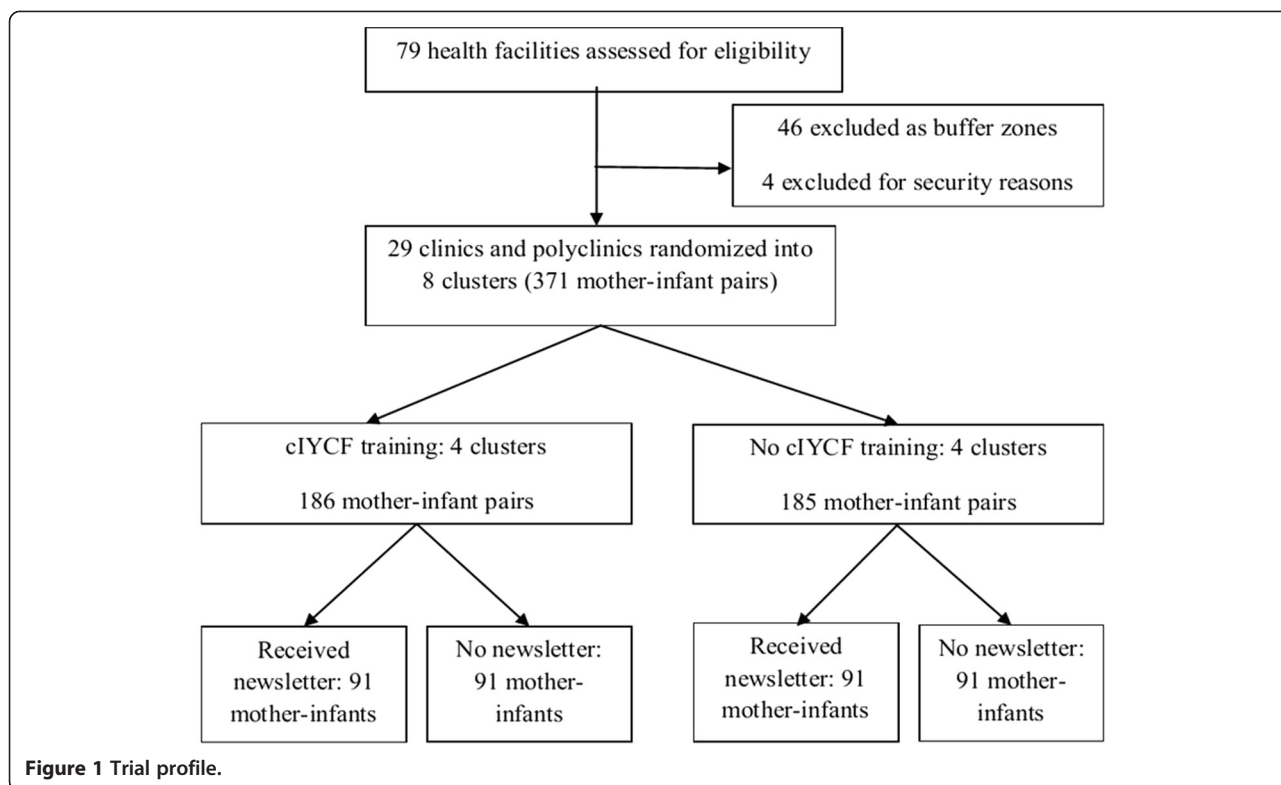 79 health facilities assessed for eligibility
46 excluded as buffer zones
4 excluded for security reasons
29 clinics and polyclinics randomized into
8 clusters (371 mother-infant pairs)
cIYCF training: 4 clusters
186 mother-infant pairs
No cIYCF training: 4 clusters
185 mother-infant pairs
Received
newsletter: 91
mother-infants
No newsletter:
91 mother-
infants
Received
newsletter: 91
mother-infants
No newsletter:
91 mother-
infants
Figure 1 Trial profile.